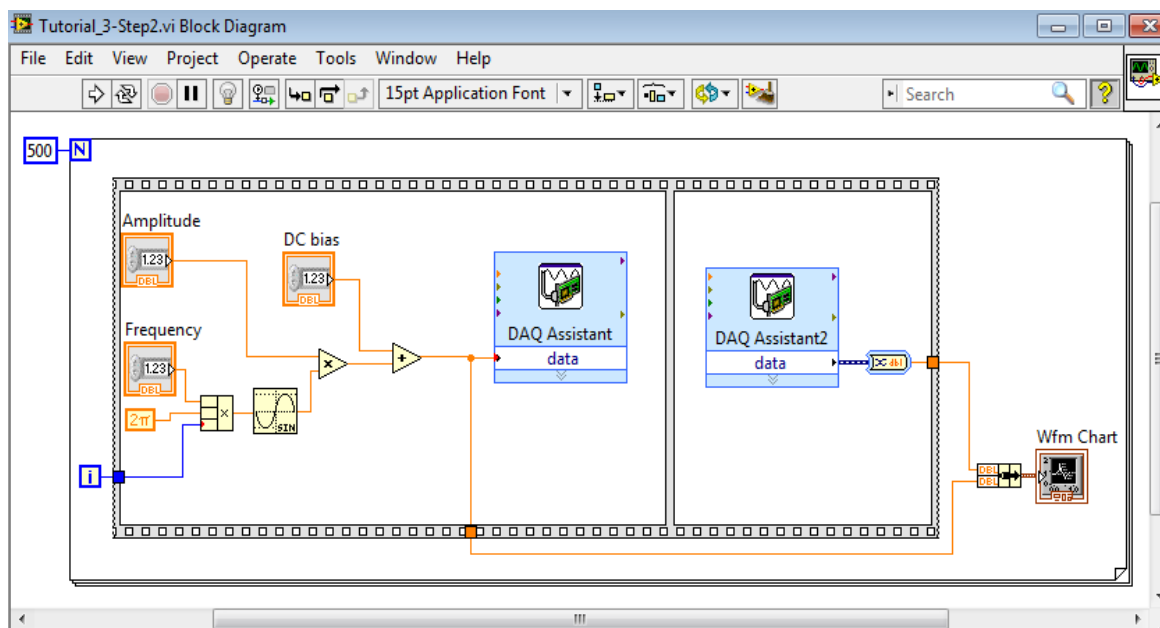 Tutorial_3-Step2.vi Block Diagram
File Edit View Project Operate Tools Window Help
15pt Application Font
Search
?
500
N
Amplitude
1.23
DBL
DC bias
1.23
DBL
Frequency
1.23
DBL
2π
×
SIN
×
+
i
DAQ Assistant
data
DAQ Assistant2
data
dbl
DBL
DBL
Wfm Chart